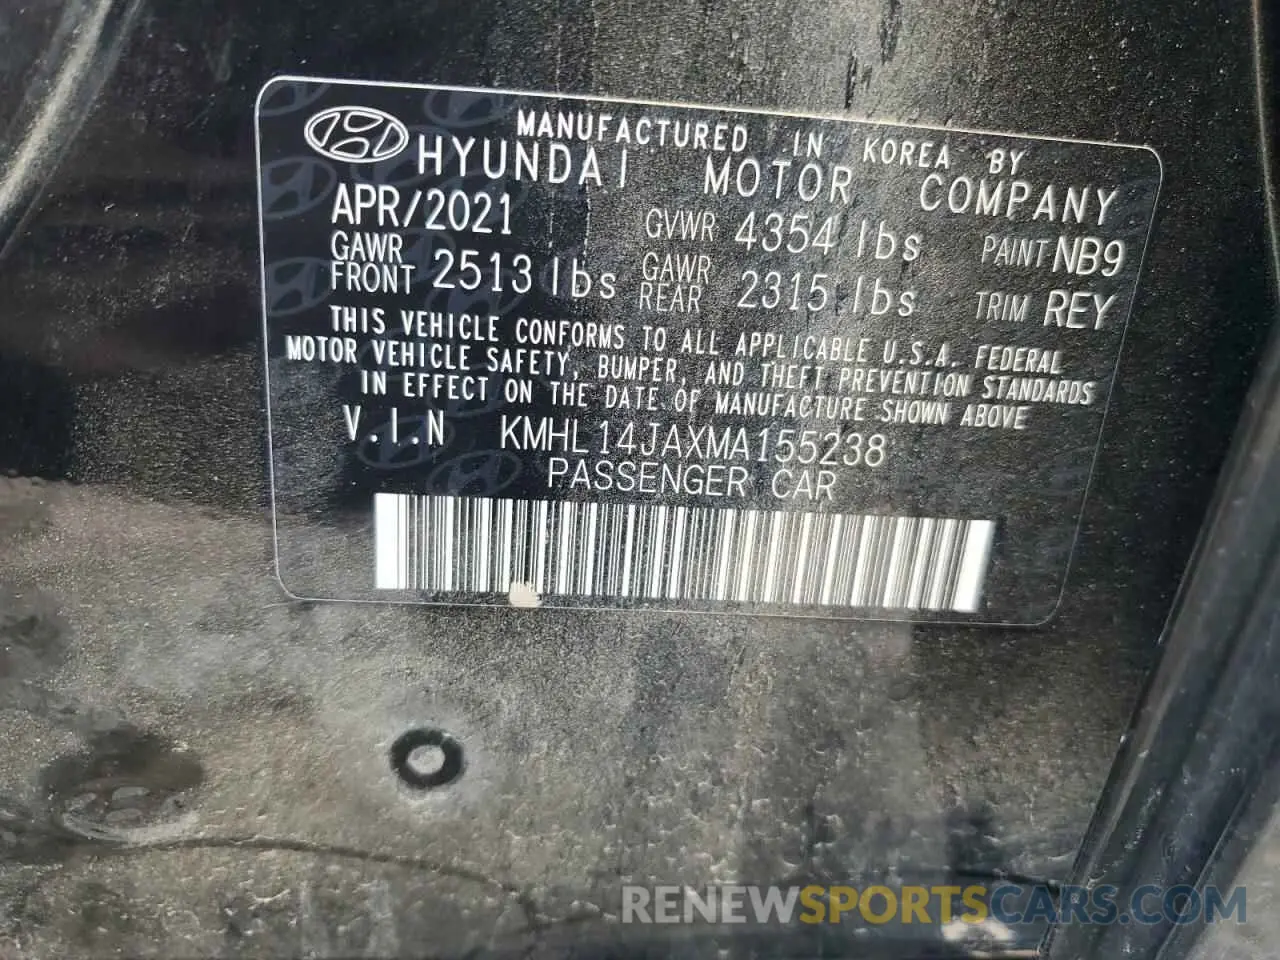 MANUFACTURED IN KOREA BY
HYUNDAI MOTOR COMPANY
APR/2021 GVWR 4354 lbs PAINT NB9
GAWR FRONT 2513 lbs GAWR REAR 2315 lbs TRIM REY
THIS VEHICLE CONFORMS TO ALL APPLICABLE U.S.A. FEDERAL
MOTOR VEHICLE SAFETY, BUMPER, AND THEFT PREVENTION STANDARDS
IN EFFECT ON THE DATE OF MANUFACTURE SHOWN ABOVE
V.I.N KMHL14JAXMA155238
PASSENGER CAR
RENEWSPORTSCARS.COM